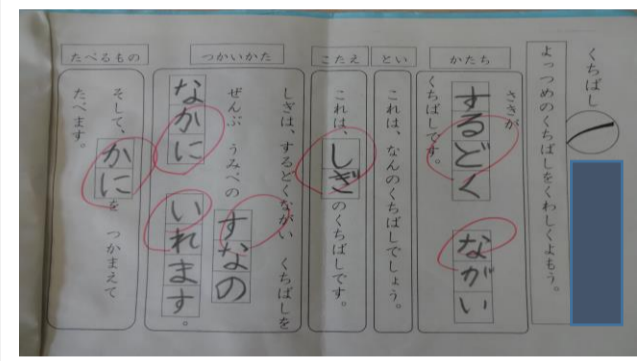 くちばし 一
よっつめのくちばしをくわしくよもう。
かたち
さきが
するどく ながい
くちばしです。
とい
これは、なんのくちばしでしょう。
こたえ
これは、しぎのくちばしです。
つかいかた
しぎは、するどくながい くちばしを
ぜんぶ うみべの すなの
なかに いれます。
たべるもの
そして、かにを つかまえて
たべます。